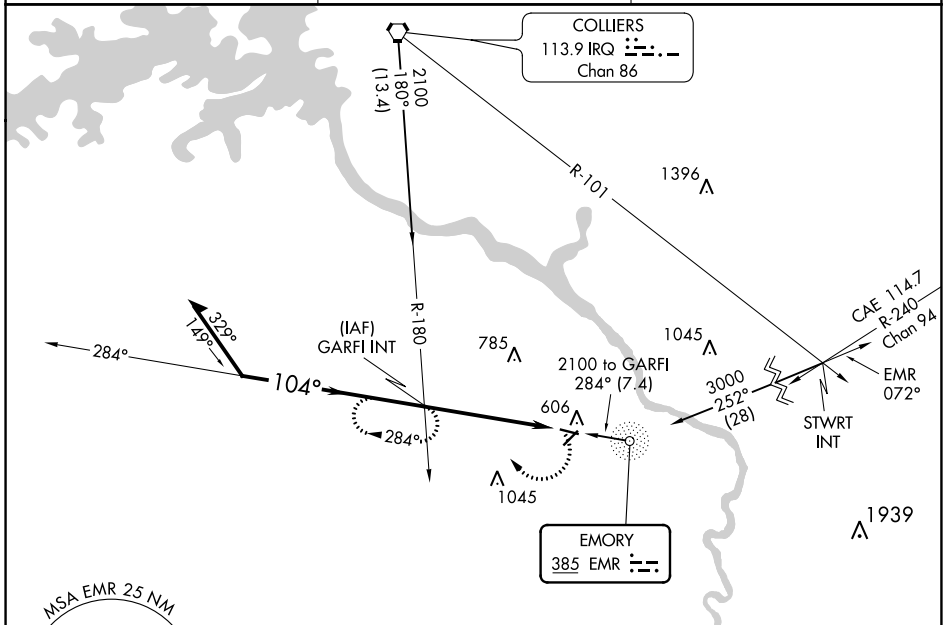 COLLIERS
113.9 IRQ
Chan 86
2100
180°
(13.4)
R-101
1396
CAE 114.7
R-240
Chan 94
R-180
(IAF)
GARFI INT
329°
149°
284°
104°
284°
785
2100 to GARFI
284° (7.4)
1045
3000
252°
(28)
EMR
072°
STWRT
INT
606
1045
EMORY
385 EMR
1939
MSA EMR 25 NM